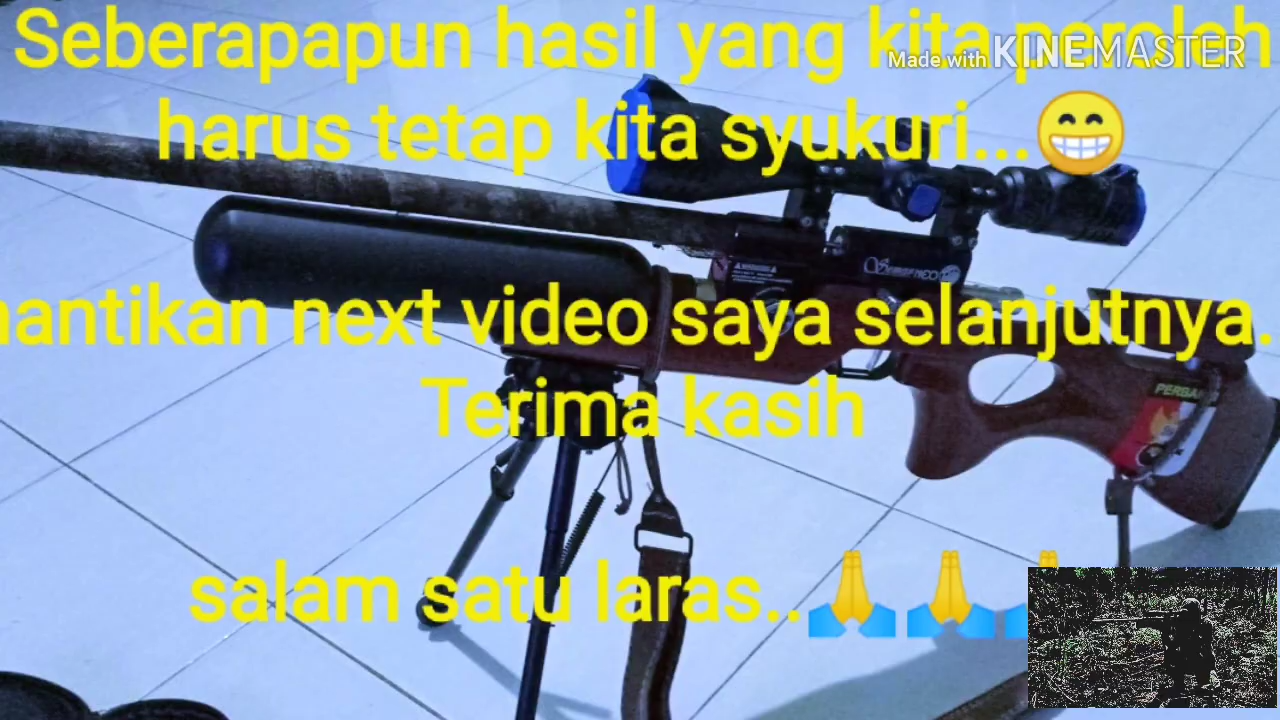 Seberapapun hasil yang kita peroleh
Made with KINEMASTER
harus tetap kita syukuri...😁
WARNING
nantikan next video saya selanjutnya.
Terima kasih
salam satu laras..🙏🙏🙏